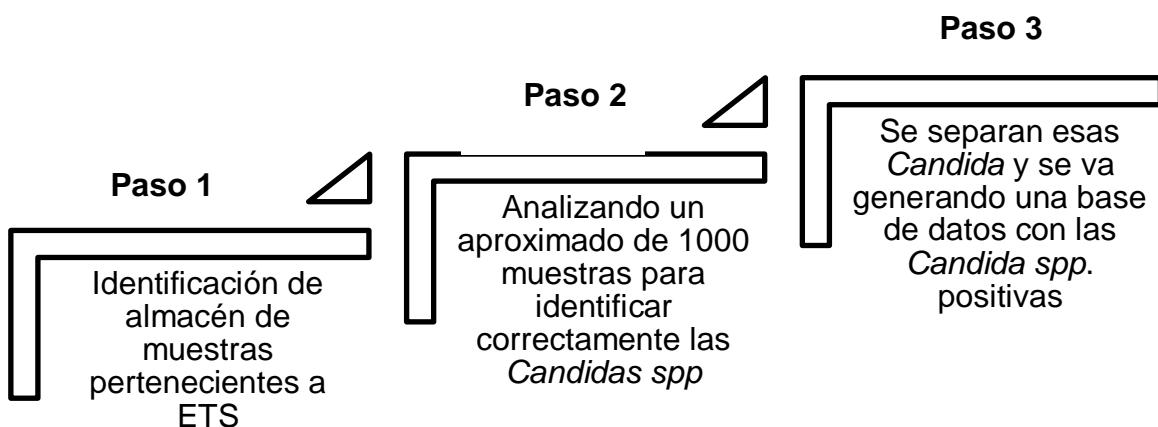 Paso 1
Identificación de
almacén de
muestras
pertenecientes a
ETS
Paso 2
Analizando un
aproximado de 1000
muestras para
identificar
correctamente las
Candidas spp
Paso 3
Se separan esas
Candida y se va
generando una base
de datos con las
Candida spp.
positivas